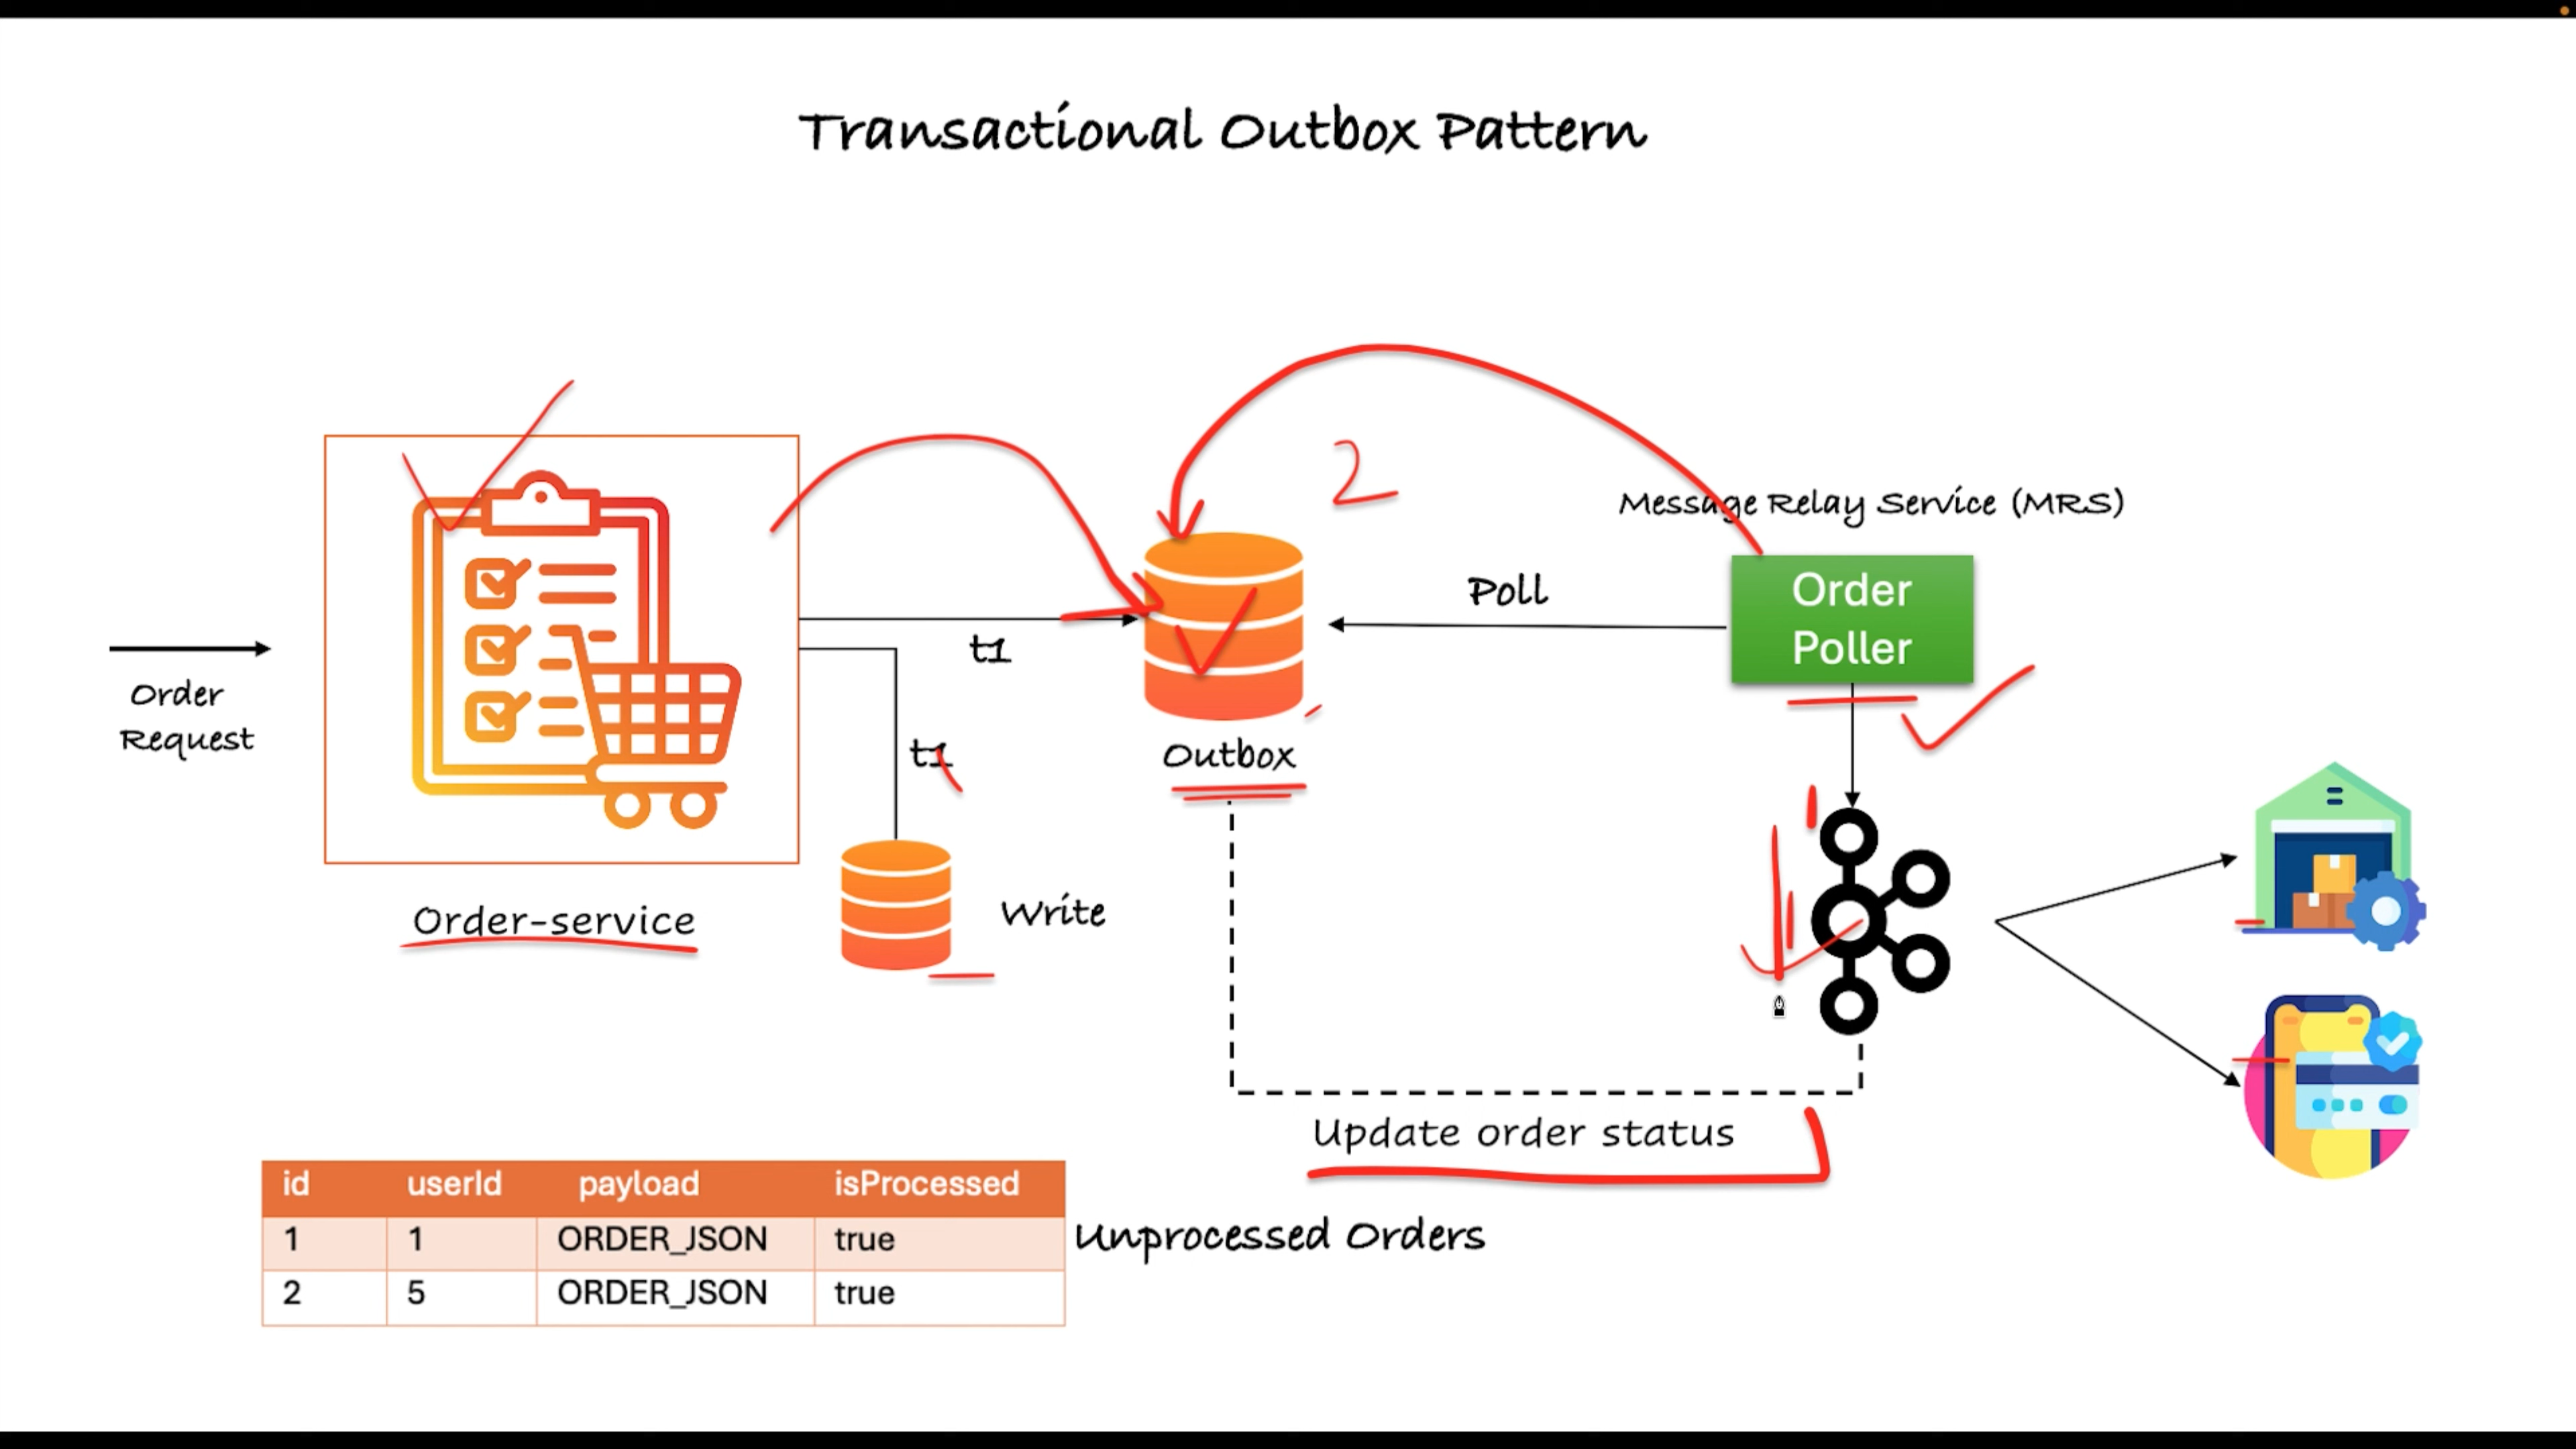 Transactional Outbox Pattern
2
Message Relay Service (MRS)
Order
Poller
Poll
t1
Order
Request
t1
Outbox
Order-service
Write
Update order status
id userId payload isProcessed
1 1 ORDER_JSON true
2 5 ORDER_JSON true
Unprocessed Orders